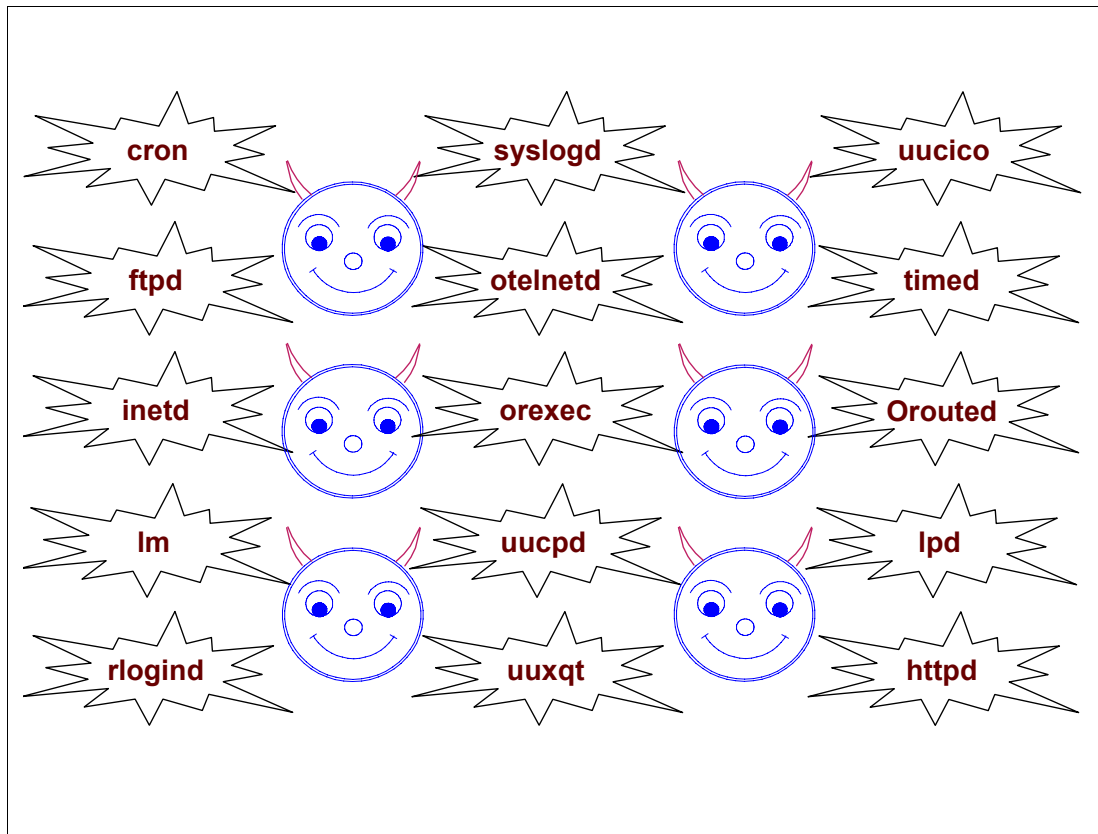 cron
syslogd
uucico
ftpd
otelnetd
timed
inetd
orexec
Orouted
lm
uucpd
lpd
rlogind
uuxqt
httpd